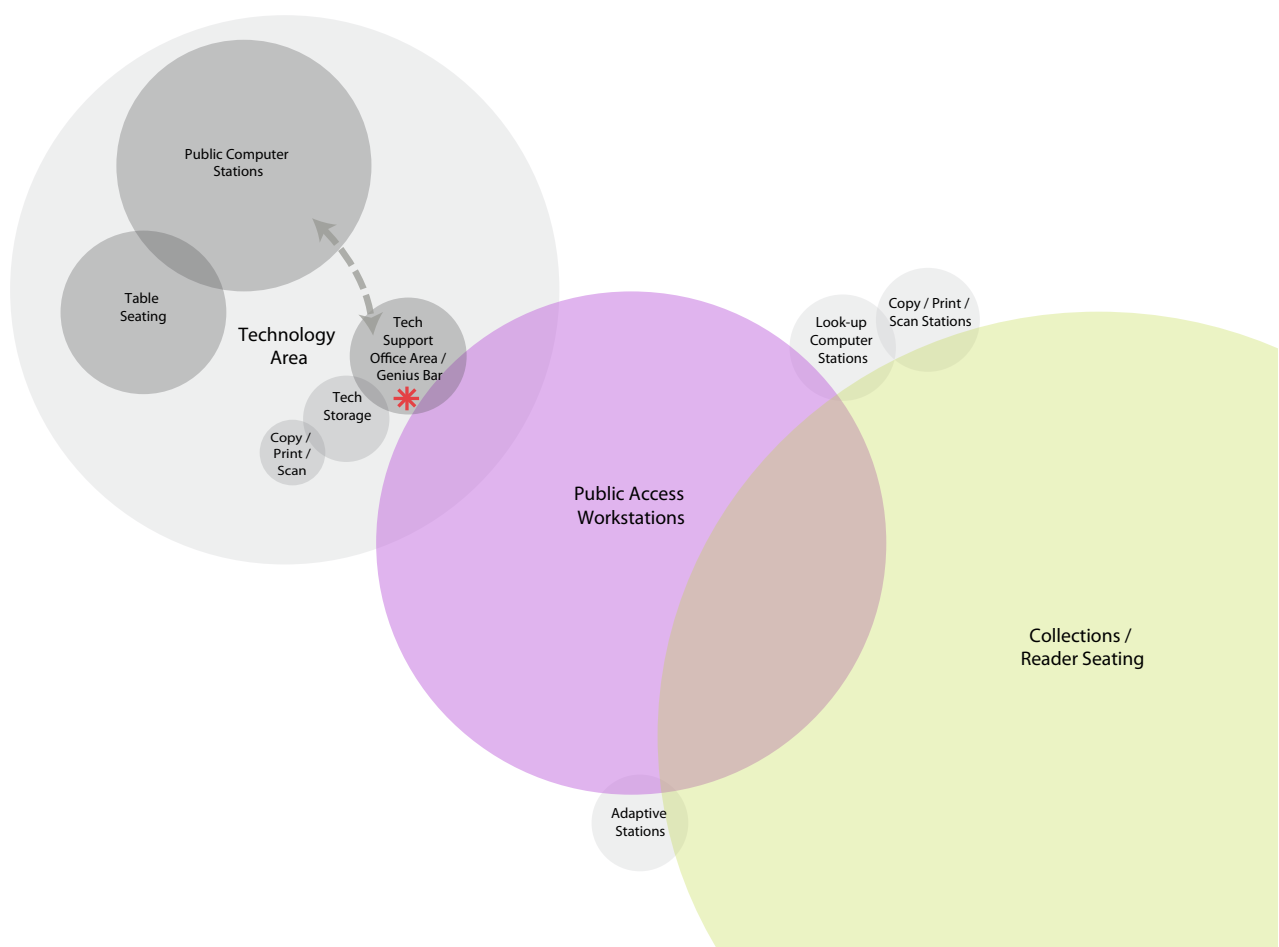 Public Computer
Stations
Table
Seating
Technology
Area
Tech
Support
Office Area /
Genius Bar
Tech
Storage
Copy /
Print /
Scan
Look-up
Computer
Stations
Copy / Print /
Scan Stations
Public Access
Workstations
Collections /
Reader Seating
Adaptive
Stations